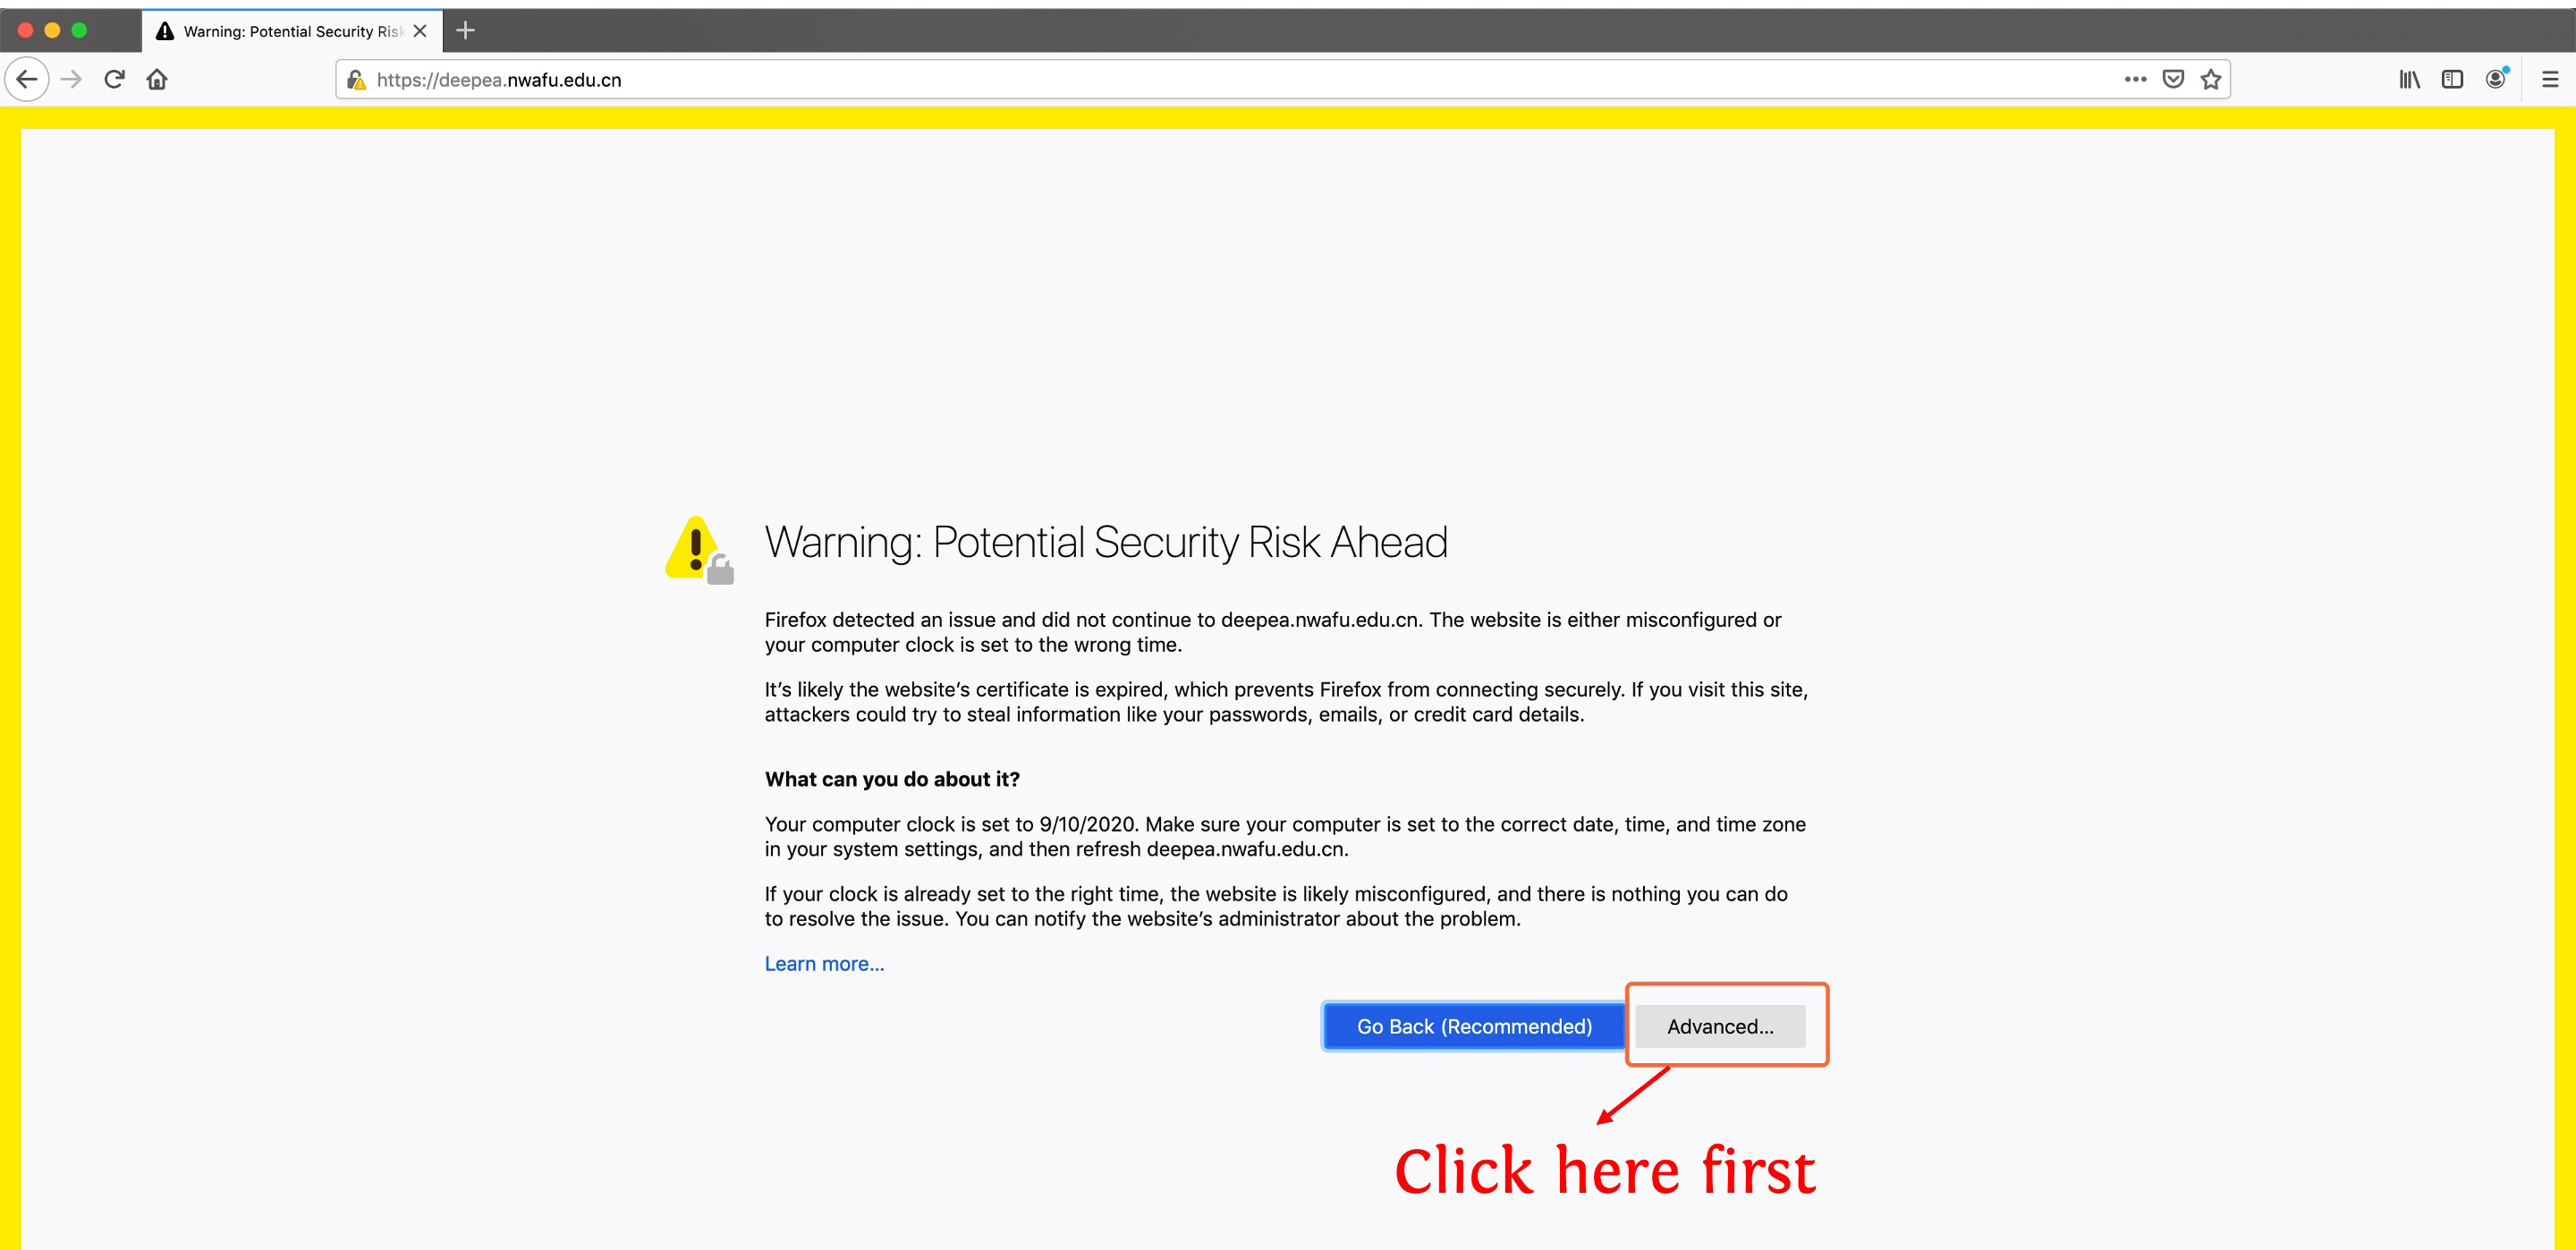 Warning: Potential Security Risk
https://deepea.nwafu.edu.cn
Warning: Potential Security Risk Ahead
Firefox detected an issue and did not continue to deepea.nwafu.edu.cn. The website is either misconfigured or
your computer clock is set to the wrong time.
It’s likely the website’s certificate is expired, which prevents Firefox from connecting securely. If you visit this site,
attackers could try to steal information like your passwords, emails, or credit card details.
What can you do about it?
Your computer clock is set to 9/10/2020. Make sure your computer is set to the correct date, time, and time zone
in your system settings, and then refresh deepea.nwafu.edu.cn.
If your clock is already set to the right time, the website is likely misconfigured, and there is nothing you can do
to resolve the issue. You can notify the website’s administrator about the problem.
Learn more...
Go Back (Recommended) Advanced...
Click here first